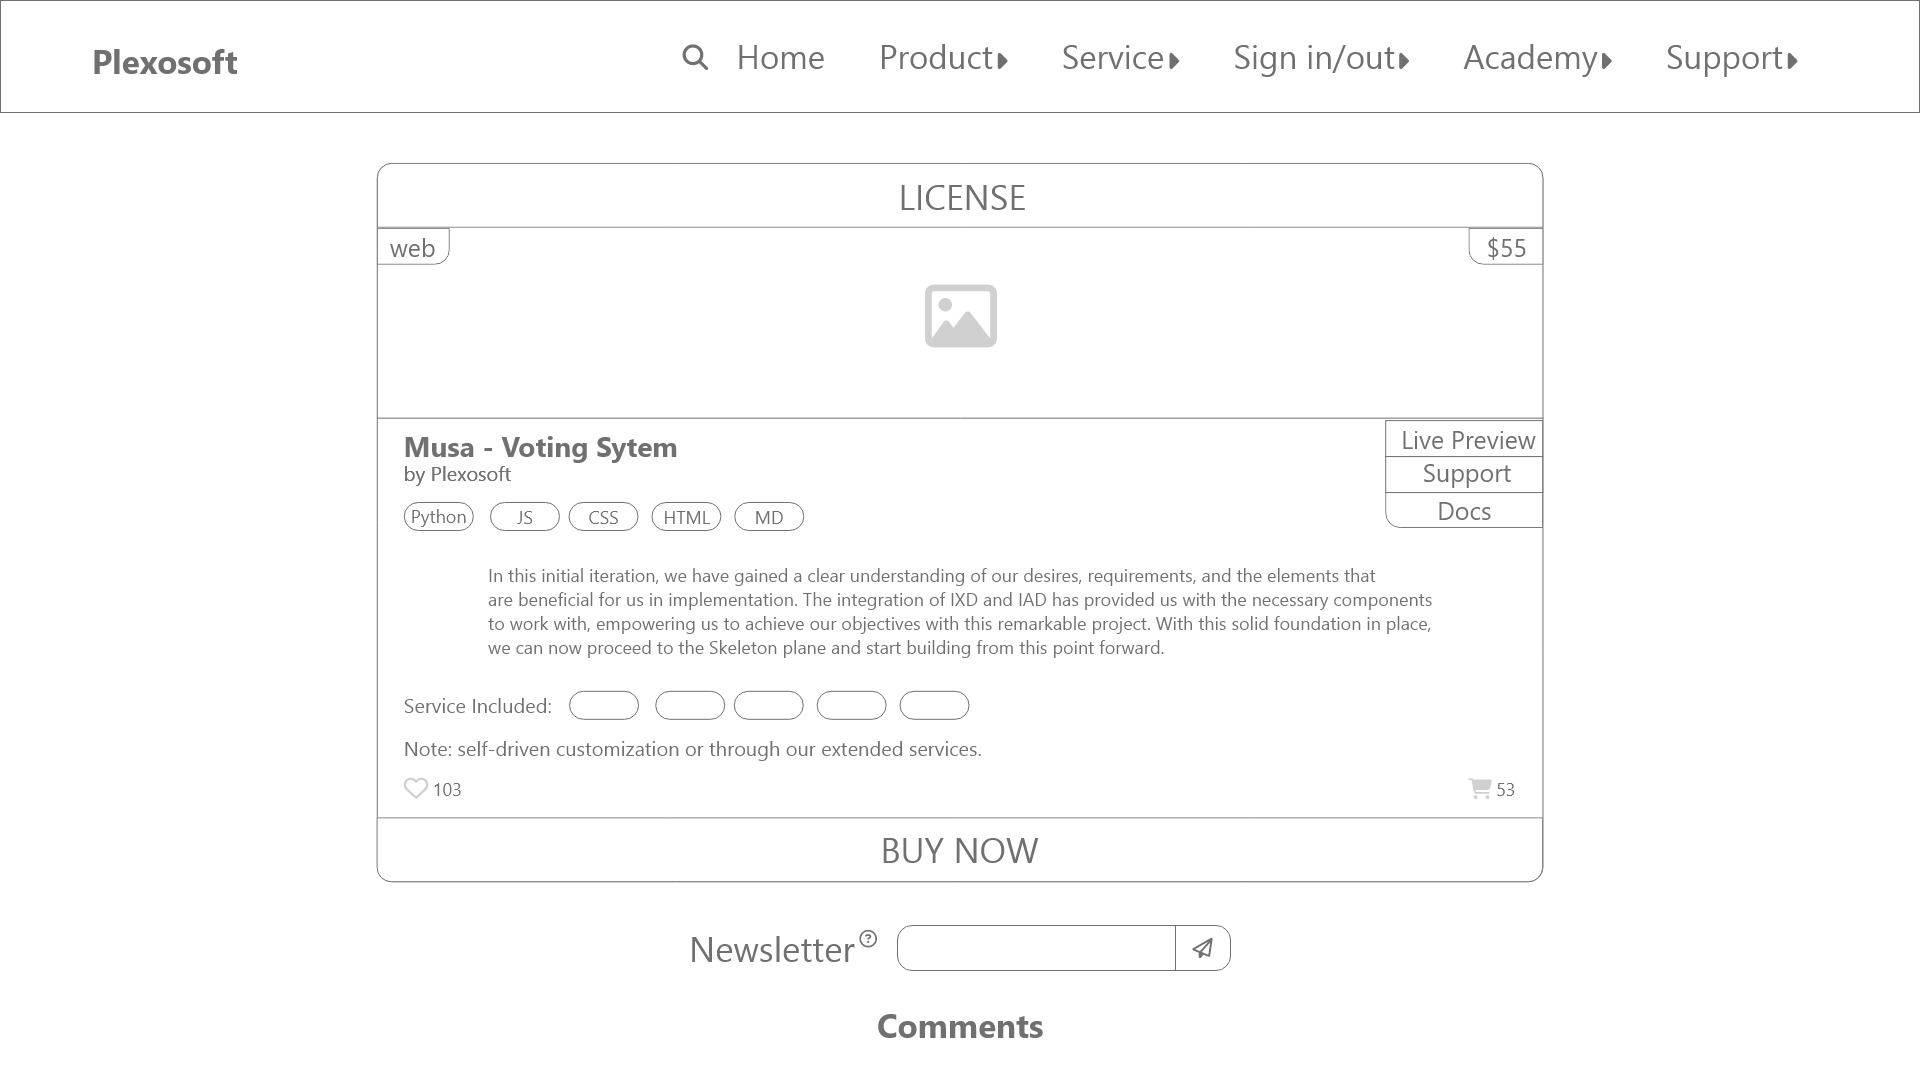 Plexosoft
Home Product Service Sign in/out Academy Support
LICENSE
web
$55
Musa - Voting Sytem
by Plexosoft
Live Preview
Support
Docs
Python JS CSS HTML MD
In this initial iteration, we have gained a clear understanding of our desires, requirements, and the elements that
are beneficial for us in implementation. The integration of IXD and IAD has provided us with the necessary components
to work with, empowering us to achieve our objectives with this remarkable project. With this solid foundation in place,
we can now proceed to the Skeleton plane and start building from this point forward.
Service Included:
Note: self-driven customization or through our extended services.
103
53
BUY NOW
Newsletter ?
Comments